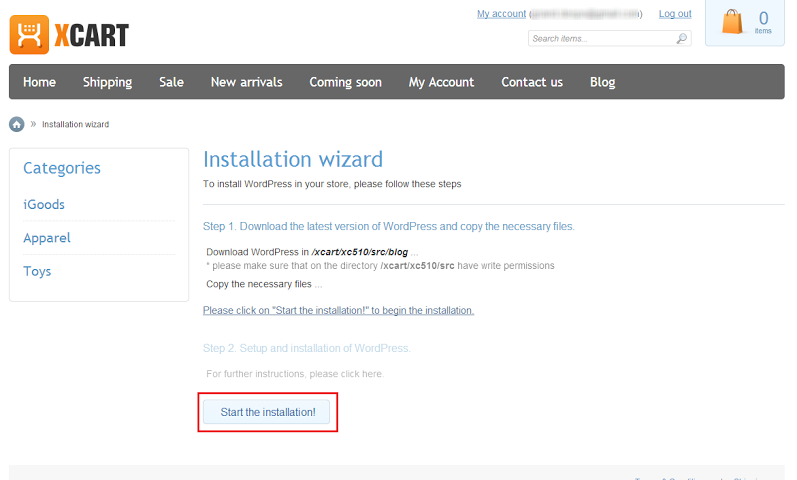 My account ( ) Log out
0
items
XCART
Search items...
Home Shipping Sale New arrivals Coming soon My Account Contact us Blog
» Installation wizard
Categories
iGoods
Apparel
Toys
Installation wizard
To install WordPress in your store, please follow these steps
Step 1. Download the latest version of WordPress and copy the necessary files.
Download WordPress in /xcart/xc510/src/blog ...
* please make sure that on the directory /xcart/xc510/src have write permissions
Copy the necessary files ...
Please click on "Start the installation!" to begin the installation.
Step 2. Setup and installation of WordPress.
For further instructions, please click here.
Start the installation!